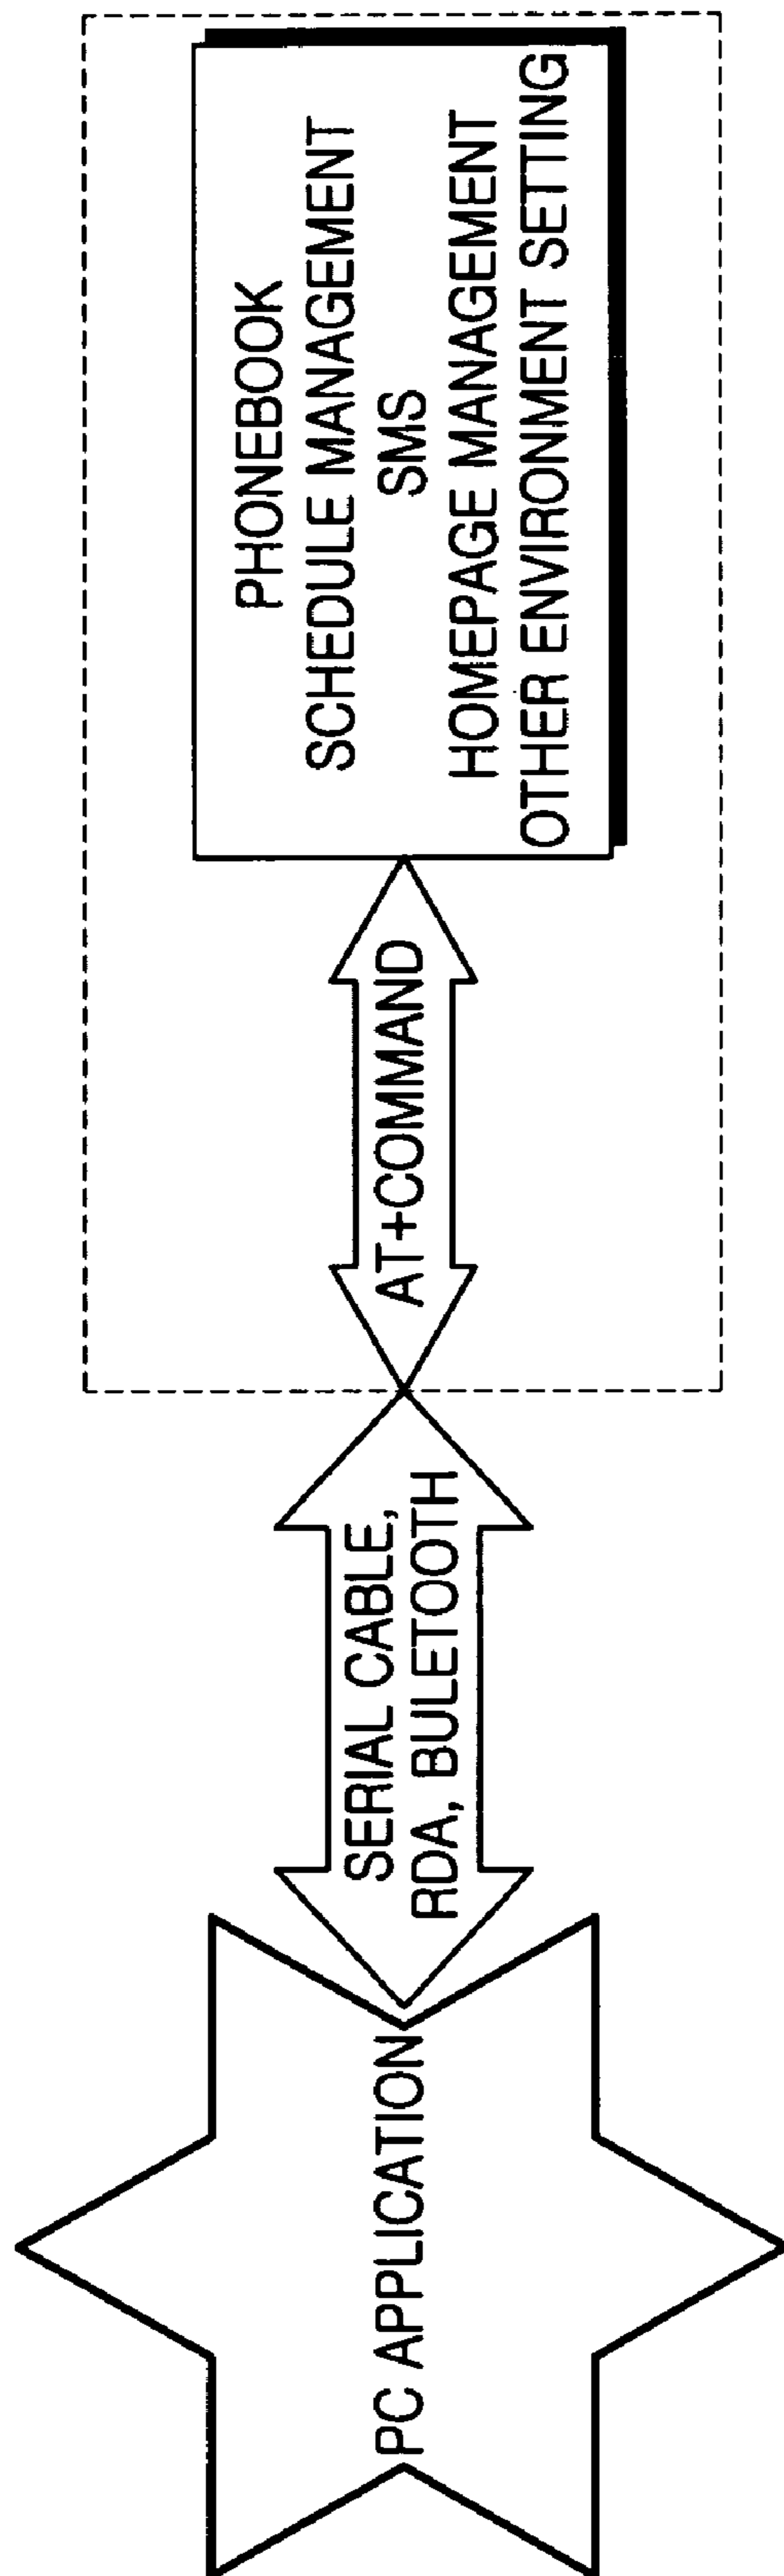 PC APPLICATION
SERIAL CABLE,
RDA, BULETOOTH
AT+COMMAND
PHONEBOOK
SCHEDULE MANAGEMENT
SMS
HOMEPAGE MANAGEMENT
OTHER ENVIRONMENT SETTING